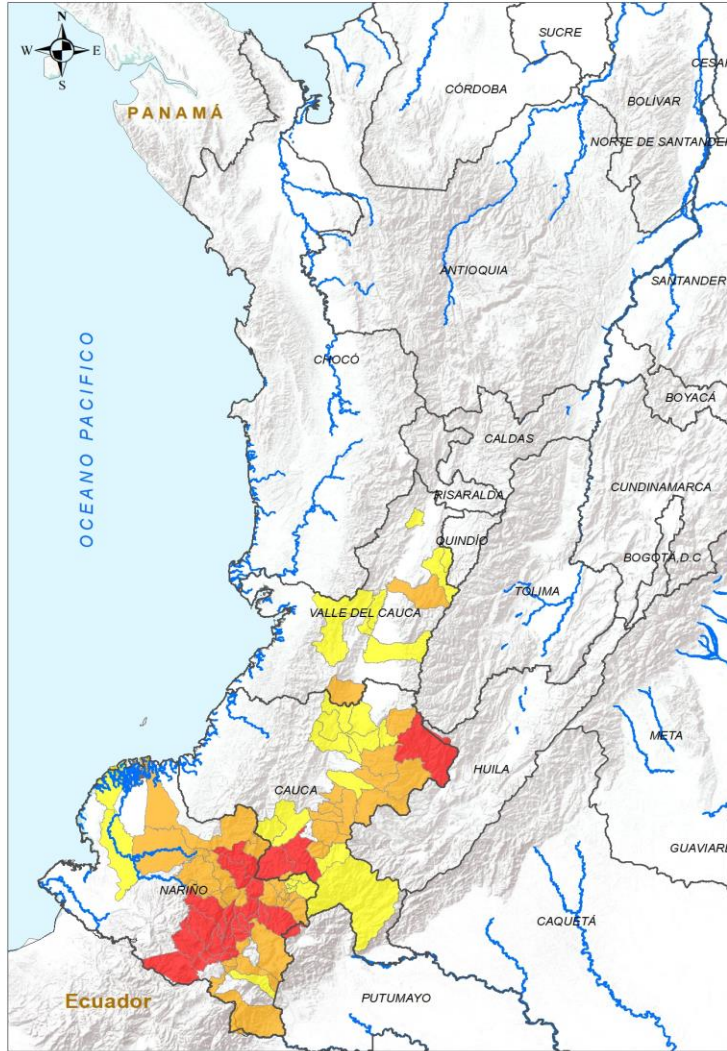 N
W E
S
SUCRE
CESAR
CÓRDOBA
BOLÍVAR
PANAMÁ
NORTE DE SANTANDER
ANTIOQUIA
SANTANDER
OCEANO PACIFICO
CHOCÓ
BOYACÁ
CALDAS
CUNDINAMARCA
RISARALDA
QUINDÍO
BOGOTÁ,D.C
TOLIMA
VALLE DEL CAUCA
META
HUILA
CAUCA
GUAVIARE
NARIÑO
CAQUETÁ
Ecuador
PUTUMAYO